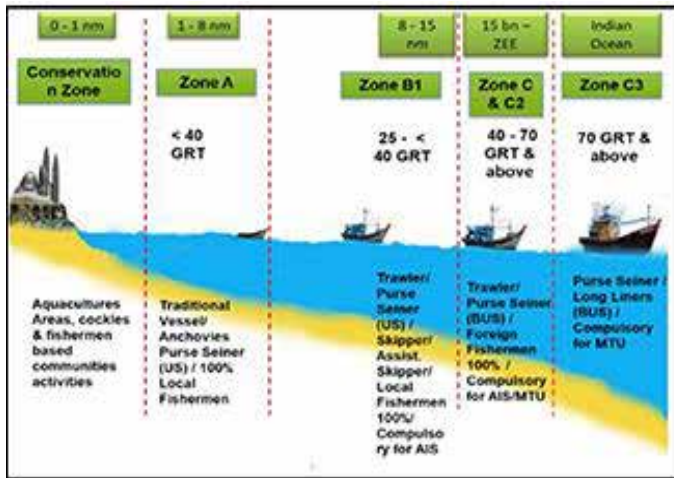 0 - 1 nm
1 - 8 nm
8 - 15
nm
15 bn –
ZEE
Indian
Ocean
Conservatio
n Zone
Zone A
Zone B1
Zone C
& C2
Zone C3
< 40
GRT
25 - <
40 GRT
40 - 70
GRT &
above
70 GRT &
above
Aquacultures
Areas, cockles
& fishermen
based
communities
activities
Traditional
Vessel/
Anchovies
Purse Seiner
(US) / 100%
Local
Fishermen
Trawler/
Purse
Seiner
(US) /
Skipper/
Assist.
Skipper/
Local
Fishermen
100%/
Compulso
ry for AIS
Trawler/
Purse Seiner
(BUS) /
Foreign
Fishermen
100% /
Compulsory
for AIS/MTU
Purse Seiner /
Long Liners
(BUS) /
Compulsory
for MTU